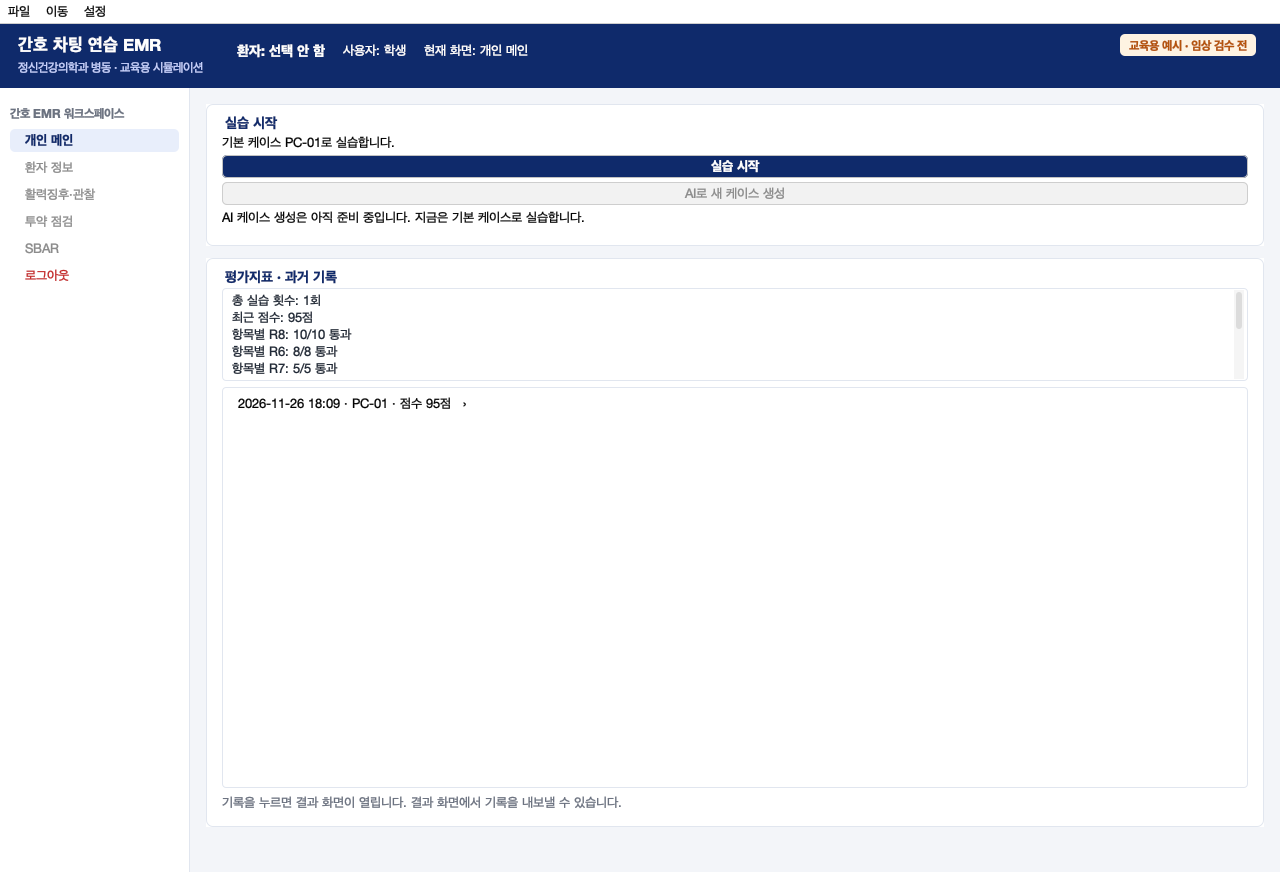 파일 이동 설정
간호 차팅 연습 EMR
정신건강의학과 병동 · 교육용 시뮬레이션
환자: 선택 안 함 사용자: 학생 현재 화면: 개인 메인
교육용 예시 · 임상 검수 전
간호 EMR 워크스페이스
개인 메인
환자 정보
활력징후·관찰
투약 점검
SBAR
로그아웃
실습 시작
기본 케이스 PC-01로 실습합니다.
실습 시작
AI로 새 케이스 생성
AI 케이스 생성은 아직 준비 중입니다. 지금은 기본 케이스로 실습합니다.
평가지표 · 과거 기록
총 실습 횟수: 1회
최근 점수: 95점
항목별 R8: 10/10 통과
항목별 R6: 8/8 통과
항목별 R7: 5/5 통과
2026-11-26 18:09 · PC-01 · 점수 95점 ›
기록을 누르면 결과 화면이 열립니다. 결과 화면에서 기록을 내보낼 수 있습니다.